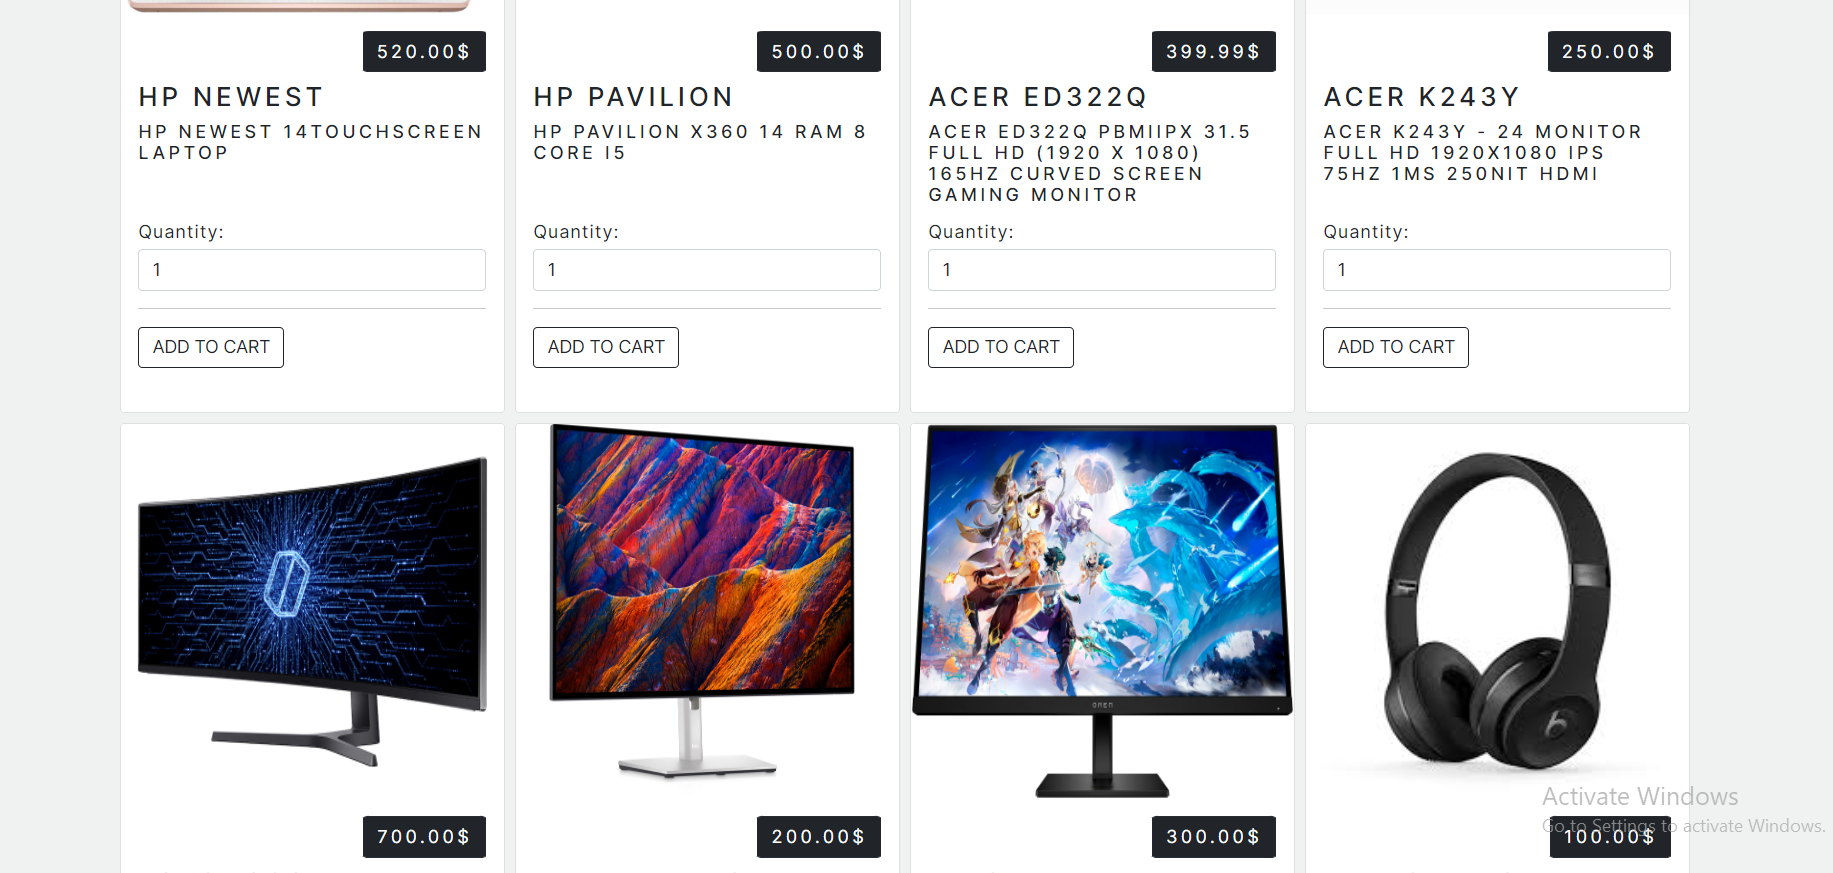 520.00$
HP NEWEST
HP NEWEST 14TOUCHSCREEN
LAPTOP
Quantity:
1
ADD TO CART
500.00$
HP PAVILION
HP PAVILION X360 14 RAM 8
CORE I5
Quantity:
1
ADD TO CART
399.99$
ACER ED322Q
ACER ED322Q PBMIIPX 31.5
FULL HD (1920 X 1080)
165HZ CURVED SCREEN
GAMING MONITOR
Quantity:
1
ADD TO CART
250.00$
ACER K243Y
ACER K243Y - 24 MONITOR
FULL HD 1920X1080 IPS
75HZ 1MS 250NIT HDMI
Quantity:
1
ADD TO CART
700.00$
200.00$
OMEN
300.00$
b
100.00$
Activate Windows
Go to Settings to activate Windows.